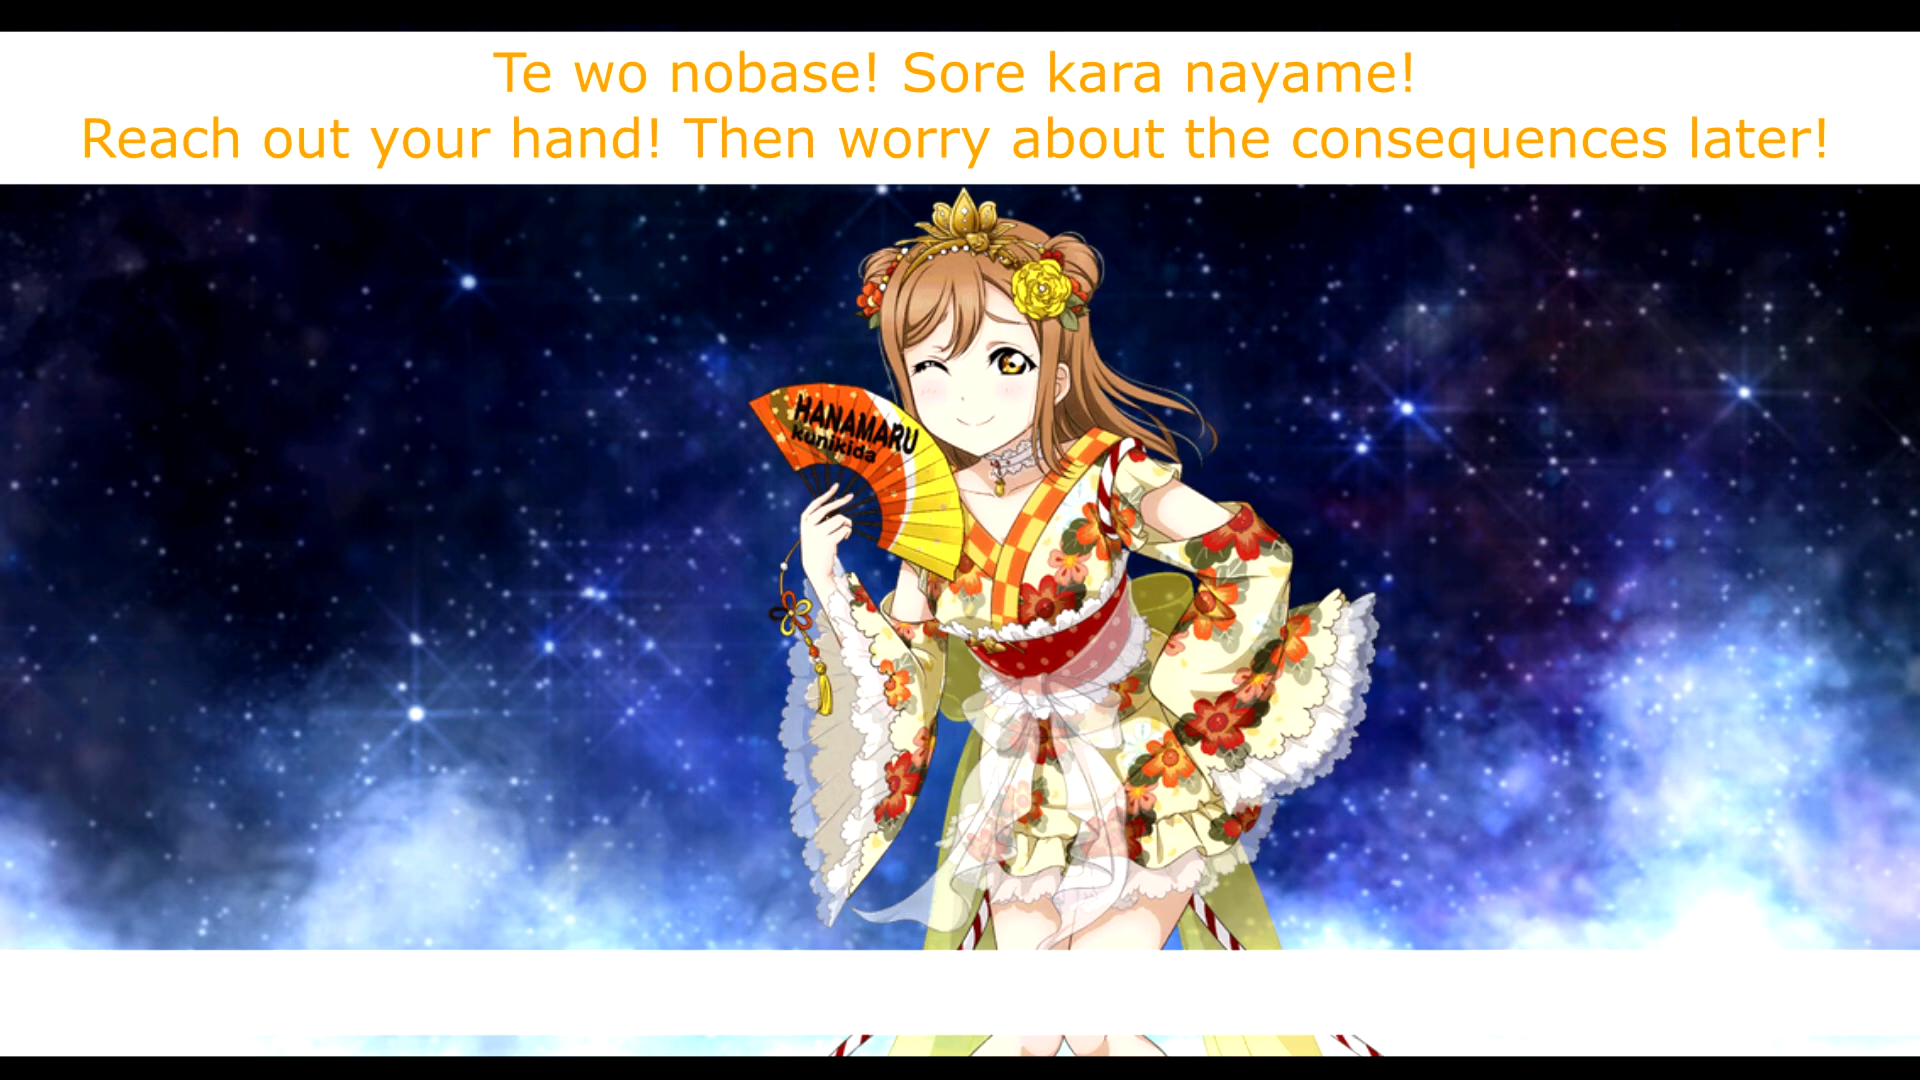 Te wo nobase! Sore kara nayame!
Reach out your hand! Then worry about the consequences later!
HANAMARU
Kunikida